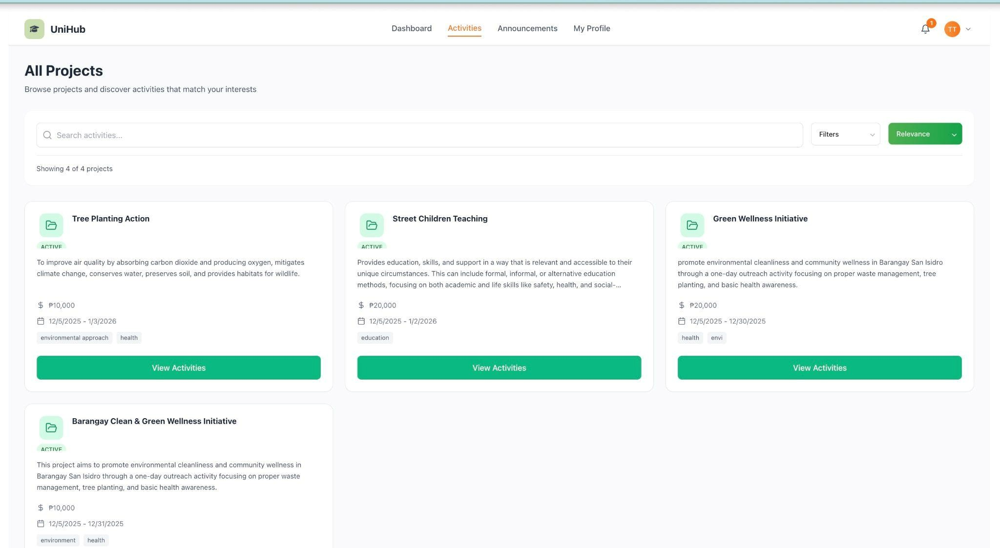 UniHub
Dashboard
Activities
Announcements
My Profile
1
TT
All Projects
Browse projects and discover activities that match your interests
Search activities...
Filters
Relevance
Showing 4 of 4 projects
Tree Planting Action
ACTIVE
To improve air quality by absorbing carbon dioxide and producing oxygen, mitigates
climate change, conserves water, preserves soil, and provides habitats for wildlife.
$ ₱10,000
12/5/2025 - 1/3/2026
environmental approach
health
View Activities
Street Children Teaching
ACTIVE
Provides education, skills, and support in a way that is relevant and accessible to their
unique circumstances. This can include formal, informal, or alternative education
methods, focusing on both academic and life skills like safety, health, and social-...
$ ₱20,000
12/5/2025 - 1/2/2026
education
View Activities
Green Wellness Initiative
ACTIVE
promote environmental cleanliness and community wellness in Barangay San Isidro
through a one-day outreach activity focusing on proper waste management, tree
planting, and basic health awareness.
$ ₱20,000
12/5/2025 - 12/30/2025
health
envi
View Activities
Barangay Clean & Green Wellness Initiative
ACTIVE
This project aims to promote environmental cleanliness and community wellness in
Barangay San Isidro through a one-day outreach activity focusing on proper waste
management, tree planting, and basic health awareness.
$ ₱10,000
12/5/2025 - 12/31/2025
environment
health